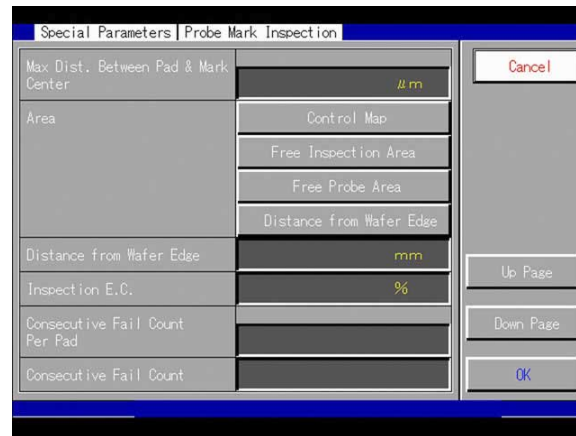 Special Parameters | Probe Mark Inspection
Max Dist. Between Pad & Mark
Center
μm
Cancel
Area
Control Map
Free Inspection Area
Free Probe Area
Distance from Wafer Edge
Distance from Wafer Edge
mm
Inspection E.C.
%
Up Page
Consecutive Fail Count
Per Pad
Down Page
Consecutive Fail Count
OK